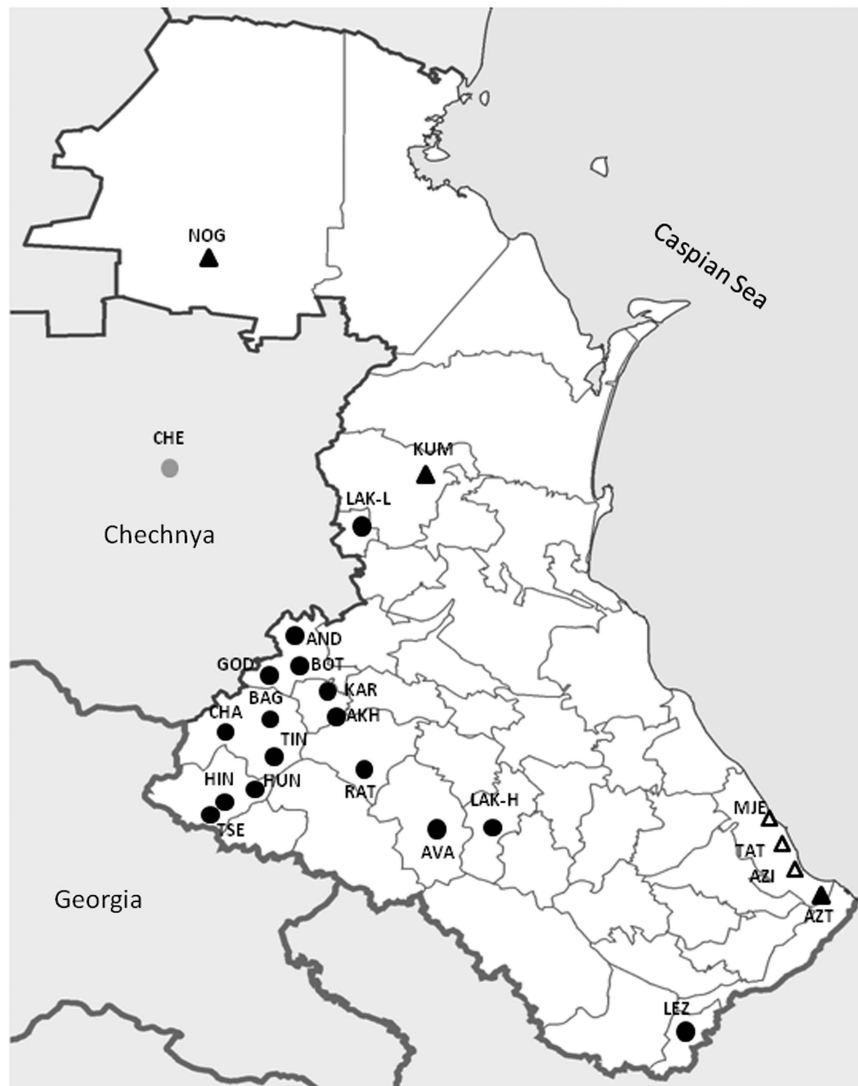 NOG
Caspian Sea
CHE
KUM
LAK-L
Chechnya
AND
GOD
BOT
BAG
KAR
CHA
AKH
TIN
HIN
HUN
RAT
LAK-H
MJE
TSE
AVA
TAT
AZI
Georgia
AZT
LEZ